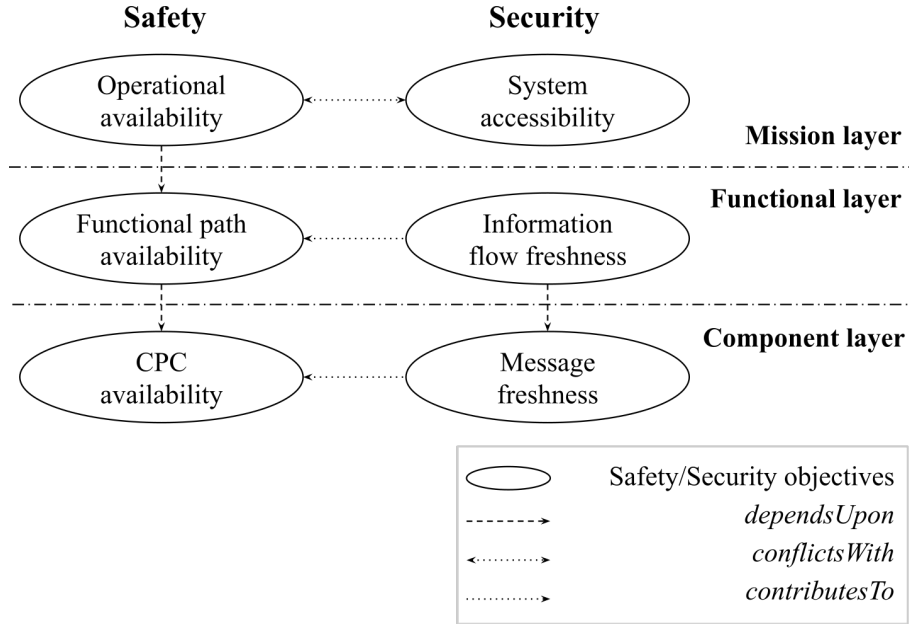 Safety
Security
Operational
availability
System
accessibility
Mission layer
Functional layer
Functional path
availability
Information
flow freshness
Component layer
CPC
availability
Message
freshness
Safety/Security objectives
dependsUpon
conflictsWith
contributesTo